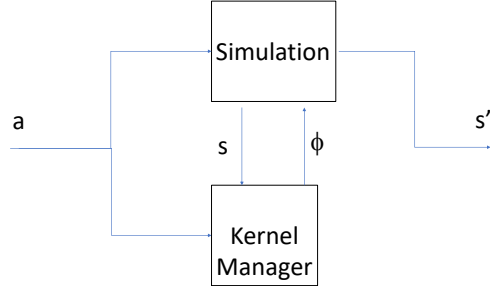 Simulation
a
s'
s
ϕ
Kernel
Manager